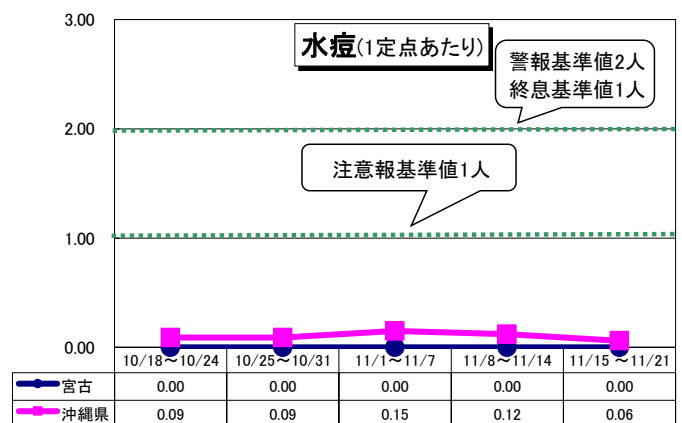 3.00
水痘(1定点あたり)
警報基準値2人
終息基準値1人
2.00
注意報基準値1人
1.00
0.00
10/18～10/24 10/25～10/31 11/1～11/7 11/8～11/14 11/15 ～11/21
宮古 0.00 0.00 0.00 0.00 0.00
沖縄県 0.09 0.09 0.15 0.12 0.06